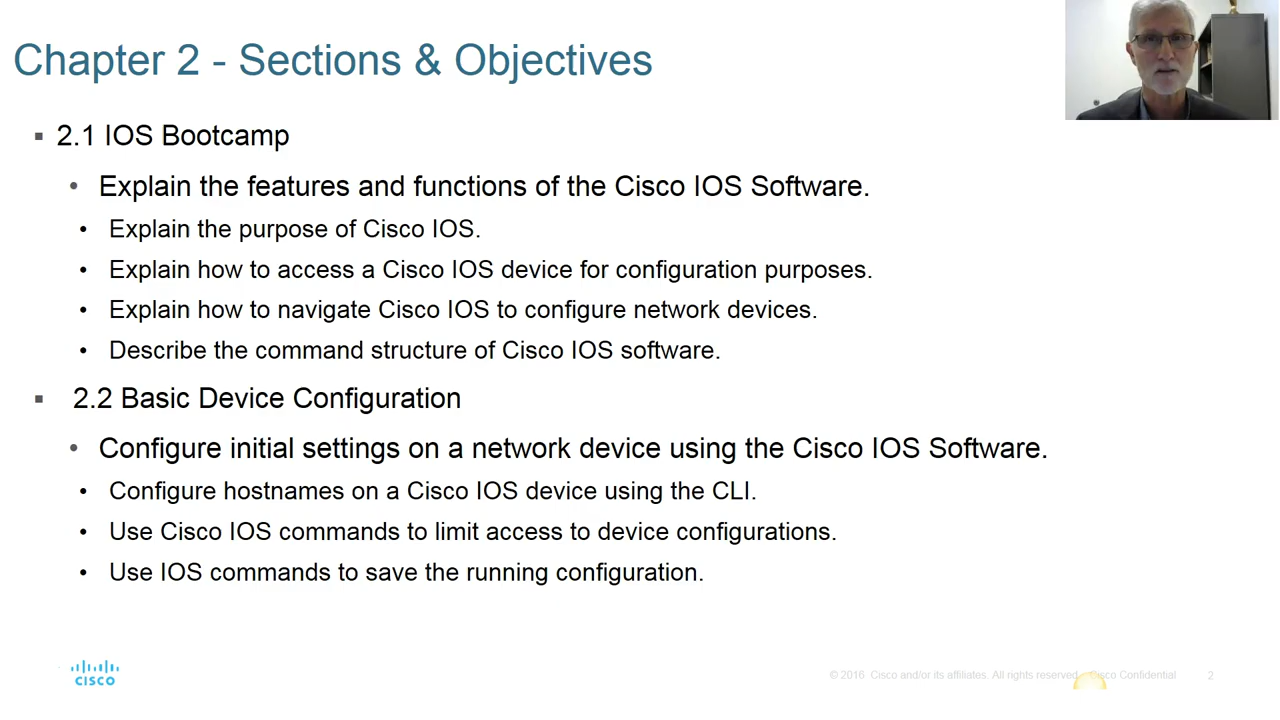 Chapter 2 - Sections & Objectives
▪ 2.1 IOS Bootcamp
• Explain the features and functions of the Cisco IOS Software.
• Explain the purpose of Cisco IOS.
• Explain how to access a Cisco IOS device for configuration purposes.
• Explain how to navigate Cisco IOS to configure network devices.
• Describe the command structure of Cisco IOS software.
▪ 2.2 Basic Device Configuration
• Configure initial settings on a network device using the Cisco IOS Software.
• Configure hostnames on a Cisco IOS device using the CLI.
• Use Cisco IOS commands to limit access to device configurations.
• Use IOS commands to save the running configuration.
CISCO
© 2016 Cisco and/or its affiliates. All rights reserved. Cisco Confidential 2